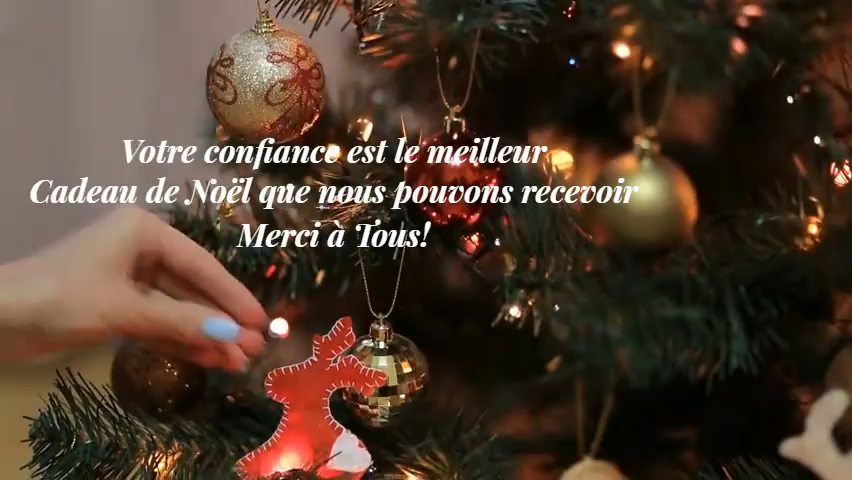 Votre confiance est le meilleur
Cadeau de Noël que nous pouvons recevoir
Merci à Tous!